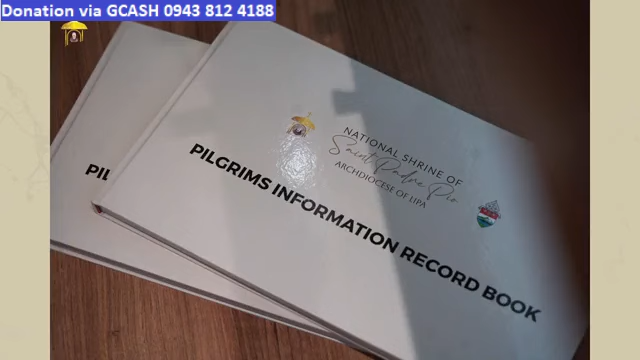 Donation via GCASH 0943 812 4188
NATIONAL SHRINE OF
Saint Padre Pio
ARCHDIOCESE OF LIPA
PILGRIMS INFORMATION RECORD BOOK
PIL